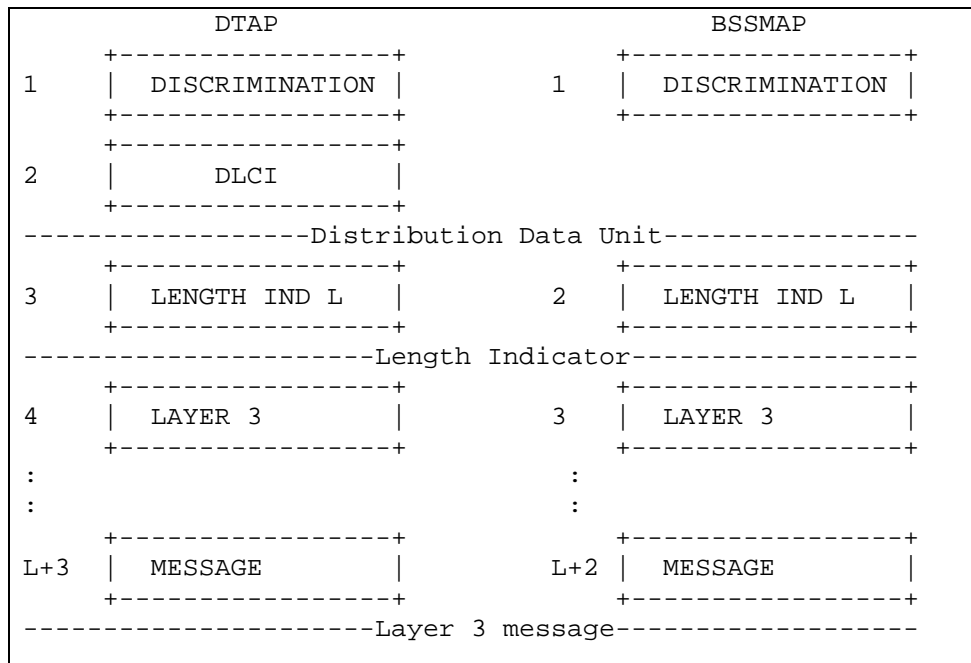 DTAP BSSMAP
+-----------------+ +-----------------+
1 | DISCRIMINATION | 1 | DISCRIMINATION |
+-----------------+ +-----------------+
+-----------------+
2 | DLCI |
+-----------------+
------------------Distribution Data Unit----------------
+-----------------+ +-----------------+
3 | LENGTH IND L | 2 | LENGTH IND L |
+-----------------+ +-----------------+
----------------------Length Indicator------------------
+-----------------+ +-----------------+
4 | LAYER 3 | 3 | LAYER 3 |
+-----------------+ +-----------------+
: :
: :
+-----------------+ +-----------------+
L+3 | MESSAGE | L+2 | MESSAGE |
+-----------------+ +-----------------+
----------------------Layer 3 message-------------------